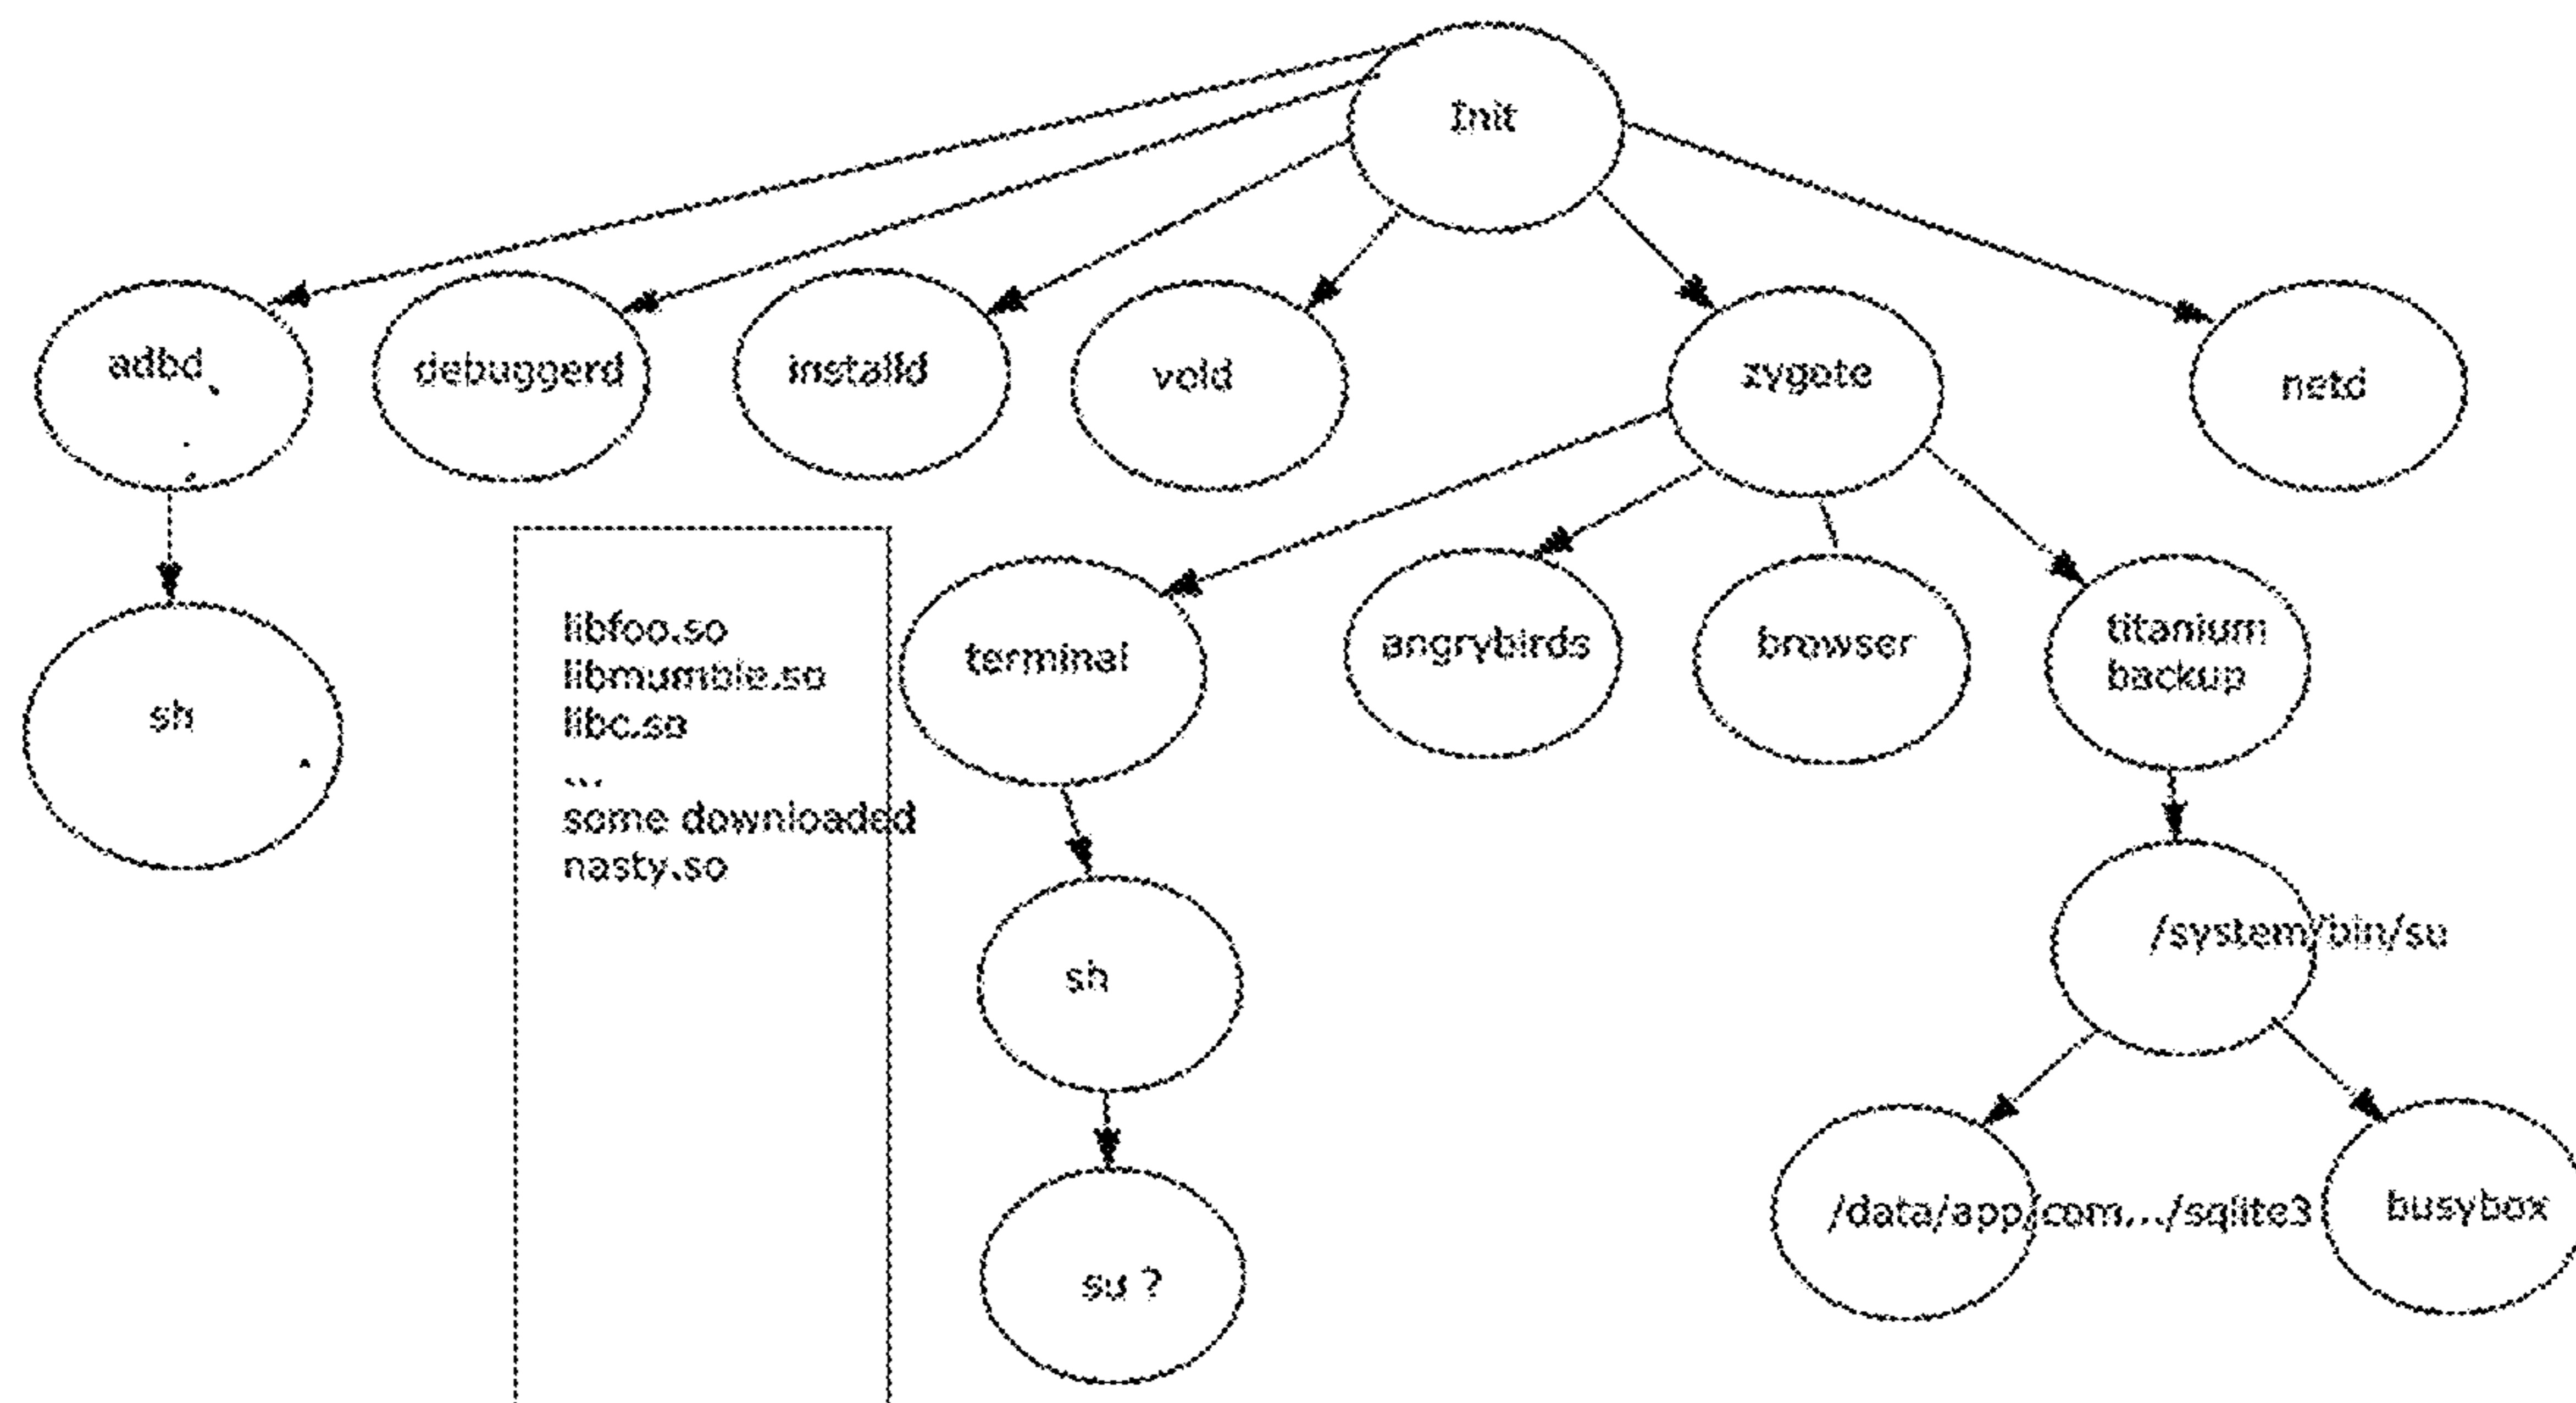 Init
adbd
debuggerd
installd
vold
zygote
netd
sh
libfoo.so
libmumble.so
libc.so
...
some downloaded
nasty.so
terminal
angrybirds
browser
titanium
backup
sh
/system/bin/su
su ?
/data/app/com.../sqlite3
busybox